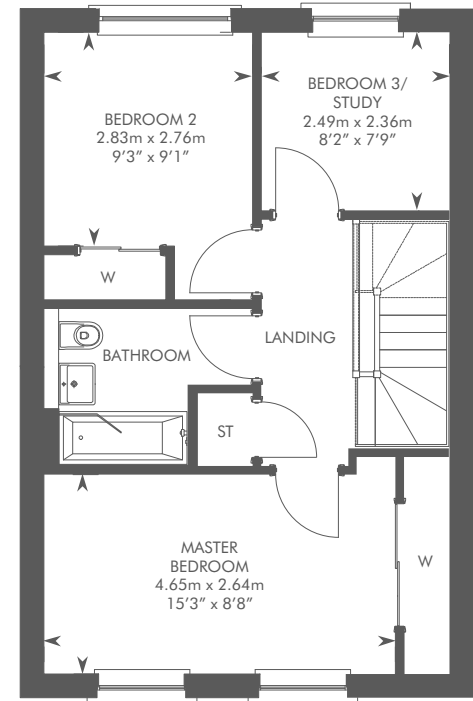 BEDROOM 2
2.83m x 2.76m
9’3” x 9’1”
BEDROOM 3/
STUDY
2.49m x 2.36m
8’2” x 7’9”
W
BATHROOM
LANDING
ST
MASTER
BEDROOM
4.65m x 2.64m
15’3” x 8’8”
W